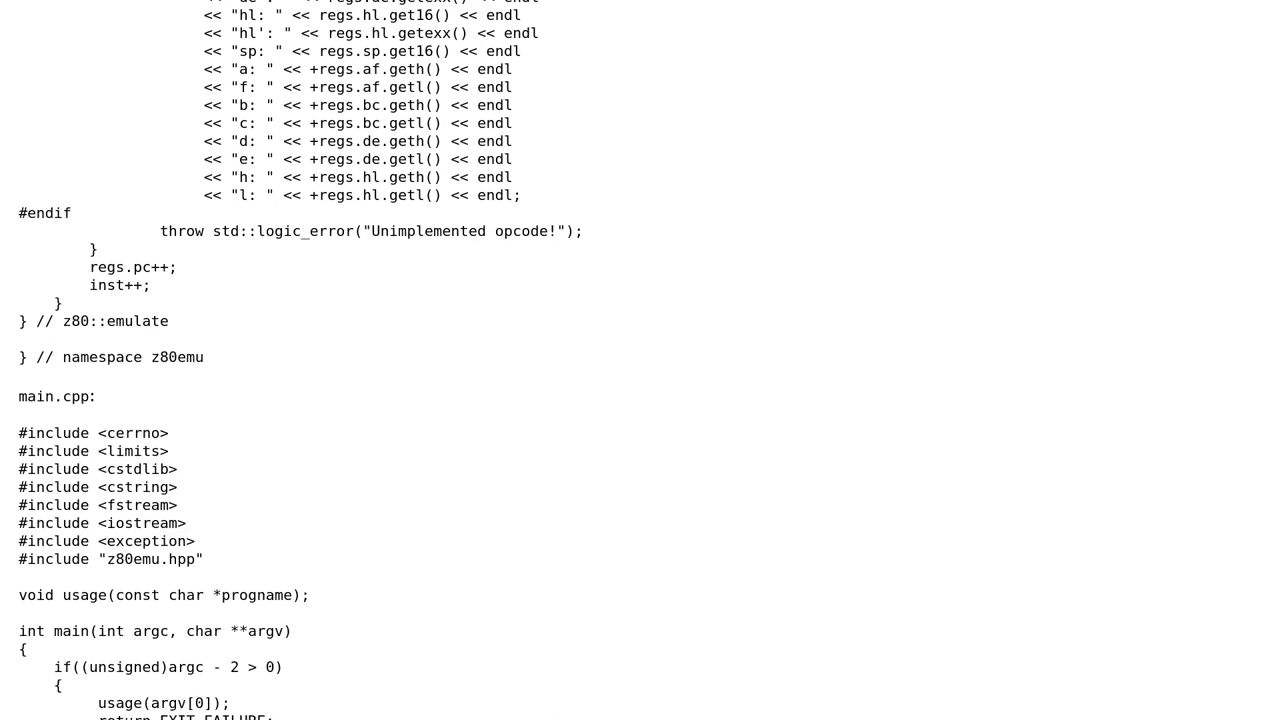 << "hl: " << regs.hl.get16() << endl
<< "hl': " << regs.hl.getexx() << endl
<< "sp: " << regs.sp.get16() << endl
<< "a: " << +regs.af.geth() << endl
<< "f: " << +regs.af.getl() << endl
<< "b: " << +regs.bc.geth() << endl
<< "c: " << +regs.bc.getl() << endl
<< "d: " << +regs.de.geth() << endl
<< "e: " << +regs.de.getl() << endl
<< "h: " << +regs.hl.geth() << endl
<< "l: " << +regs.hl.getl() << endl;
#endif
throw std::logic_error("Unimplemented opcode!");
}
regs.pc++;
inst++;
}
} // z80::emulate
} // namespace z80emu
main.cpp:
#include <cerrno>
#include <limits>
#include <cstdlib>
#include <cstring>
#include <fstream>
#include <iostream>
#include <exception>
#include "z80emu.hpp"
void usage(const char *progname);
int main(int argc, char **argv)
{
if((unsigned)argc - 2 > 0)
{
usage(argv[0]);
return EXIT_FAILURE;